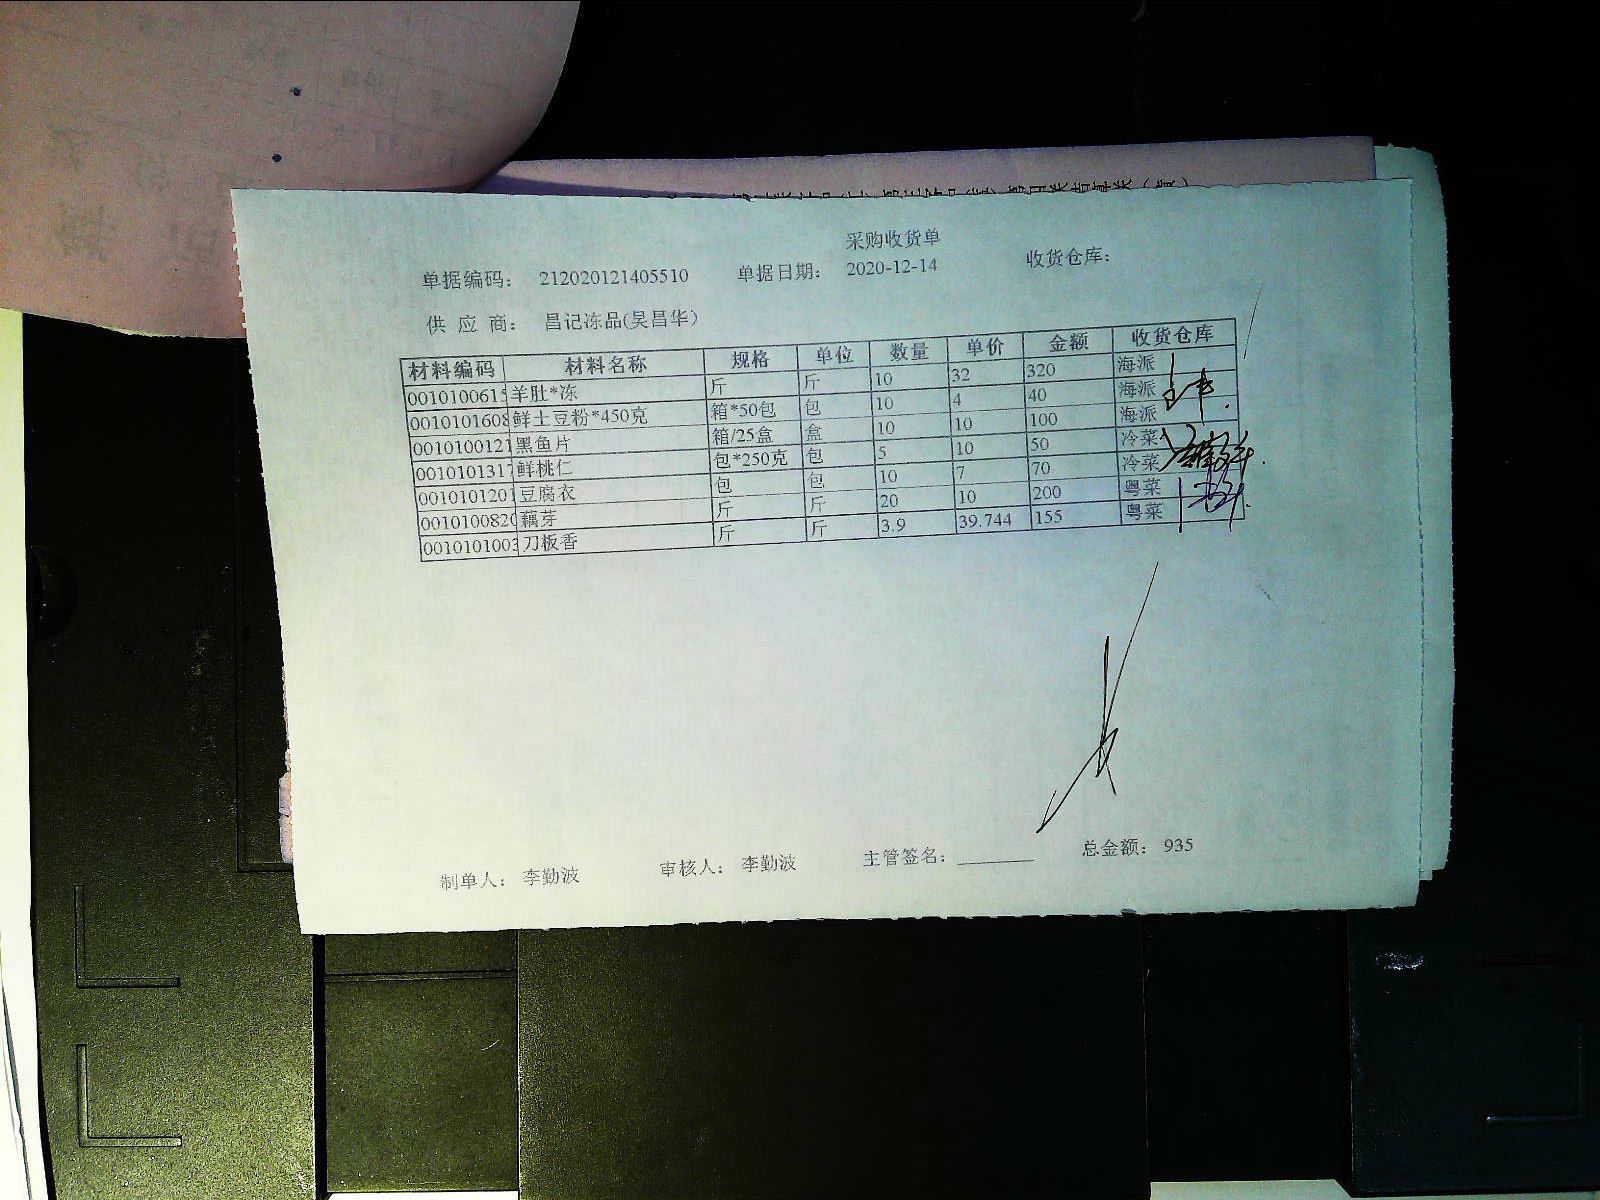 采购收货单
单据编码： 212020121405510 单据日期： 2020-12-14 收货仓库：
供 应 商： 昌记冻品(吴昌华)
材料编码 材料名称 规格 单位 数量 单价 金额 收货仓库
0010100615 羊肚*冻 斤 斤 10 32 320 海派
0010101608 鲜土豆粉*450克 箱*50包 包 10 4 40 海派
0010100121 黑鱼片 箱/25盒 盒 10 10 100 海派
0010101317 鲜桃仁 包*250克 包 5 10 50 冷菜
0010101201 豆腐衣 包 包 10 7 70 冷菜
0010100820 藕芽 斤 斤 20 10 200 粤菜
0010101003 刀板香 斤 斤 3.9 39.744 155 粤菜
制单人： 李勤波 审核人： 李勤波 主管签名： 总金额： 935